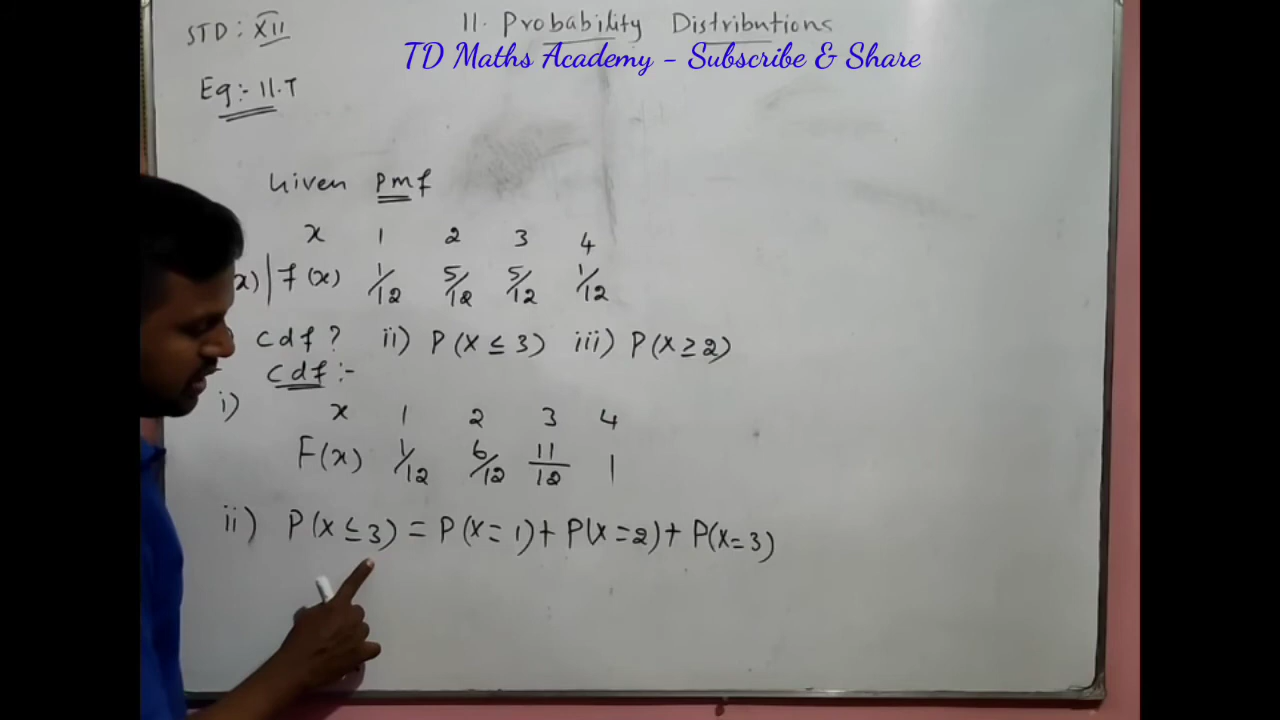 STD: XII
11. Probability Distributions
TD Maths Academy - Subscribe & Share
Eg:- 11.7
Given pmf
x 1 2 3 4
x) | f(x) 1/12 5/12 5/12 1/12
) cdf? ii) P(X ≤ 3) iii) P(X ≥ 2)
cdf :-
i)
x 1 2 3 4
F(x) 1/12 6/12 11/12 1
ii) P(X ≤ 3) = P(X = 1) + P(X = 2) + P(X = 3)